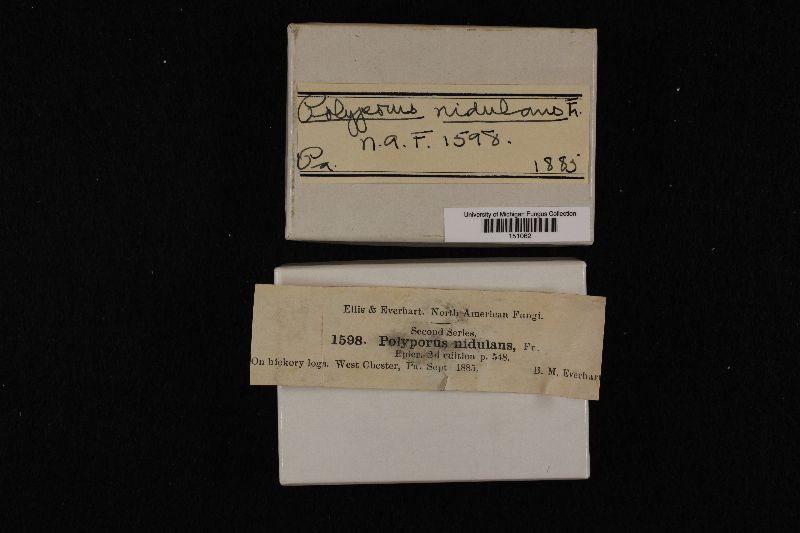 Polyporus nidulans Fr.
N.A.F. 1598.
Pa. 1885
University of Michigan Fungus Collection
151062
Ellis & Everhart. North American Fungi.
Second Series.
1598. Polyporus nidulans, Fr.
Epicr. 2d edition p. 548.
On hickory logs. West Chester, Pa. Sept 1885. B. M. Everhart